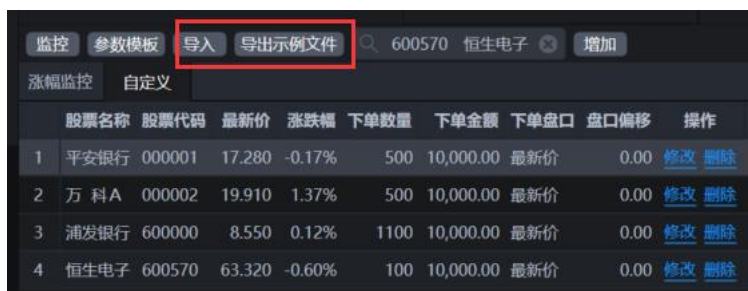 监控 参数模板 导入 导出示例文件 600570 恒生电子 增加
涨幅监控 自定义
股票名称 股票代码 最新价 涨跌幅 下单数量 下单金额 下单盘口 盘口偏移 操作
1 平安银行 000001 17.280 -0.17% 500 10,000.00 最新价 0.00 修改 删除
2 万 科A 000002 19.910 1.37% 500 10,000.00 最新价 0.00 修改 删除
3 浦发银行 600000 8.550 0.12% 1100 10,000.00 最新价 0.00 修改 删除
4 恒生电子 600570 63.320 -0.60% 100 10,000.00 最新价 0.00 修改 删除